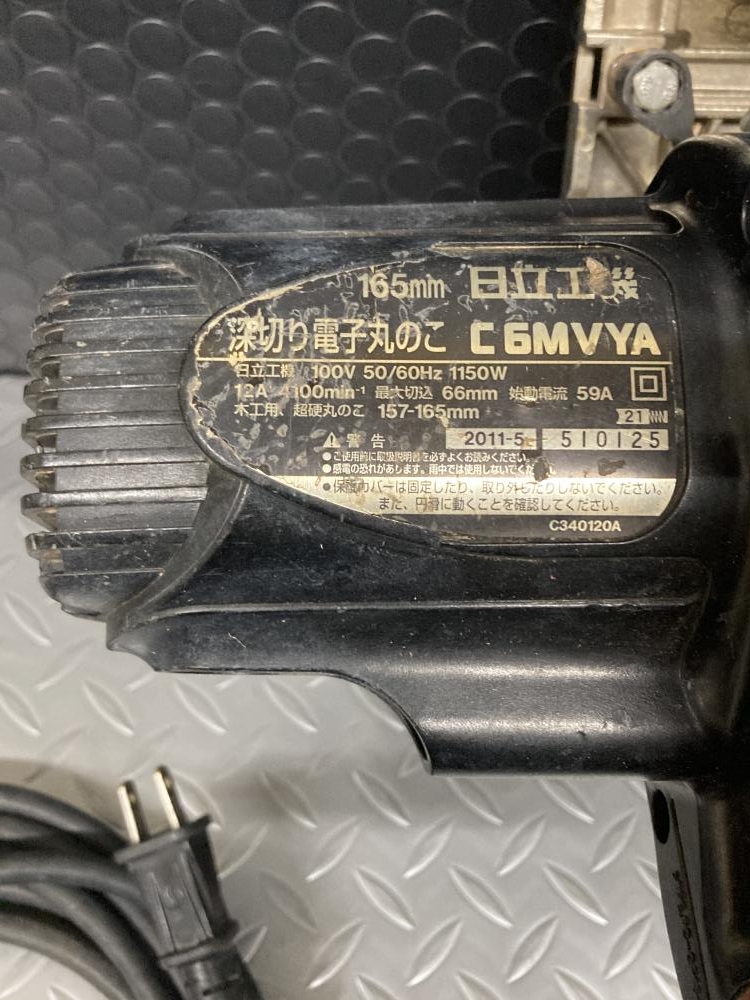 165mm 日立工機
深切り電子丸のこ C6MVYA
日立工機 100V 50/60Hz 1150W
12A 4100min⁻¹ 最大切込 66mm 始動電流 59A
木工用、超硬丸のこ 157-165mm
21
警告 2011-5 510125
●ご使用前に取扱説明書を必ずよくお読みください。
●感電の恐れがあります。雨中では使用しないでくだ
●保護カバーは固定したり、取り外したりしないでください。
また、円滑に動くことを確認してください。
C340120A